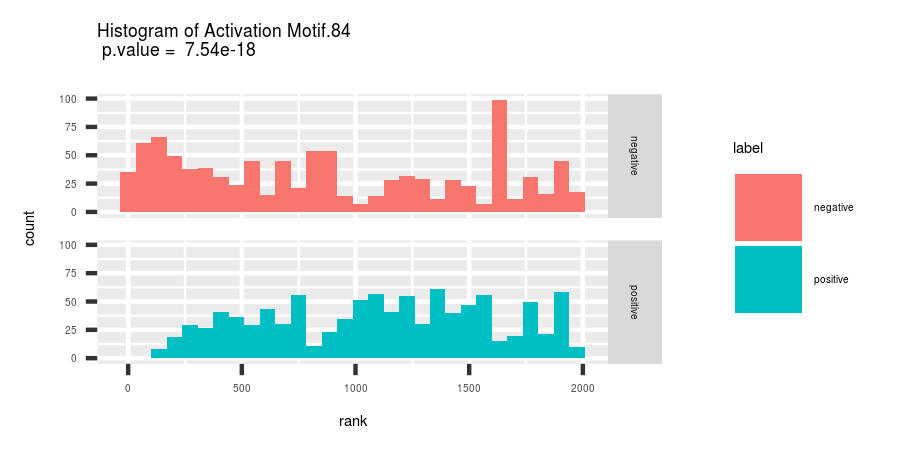 Histogram of Activation Motif.84
p.value = 7.54e-18
100
75
50
25
0
negative
100
75
50
25
0
positive
count
0 500 1000 1500 2000
rank
label
negative
positive